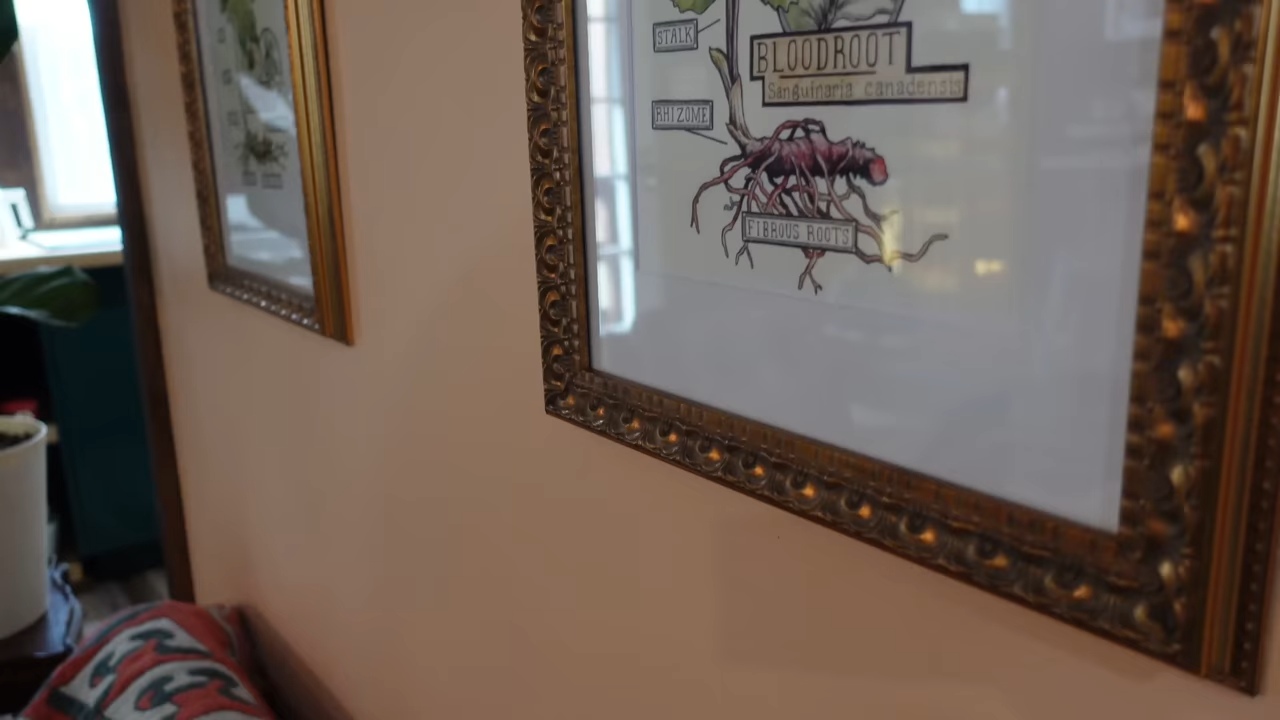 STALK
BLOODROOT
Sanguinaria canadensis
RHIZOME
FIBROUS ROOTS